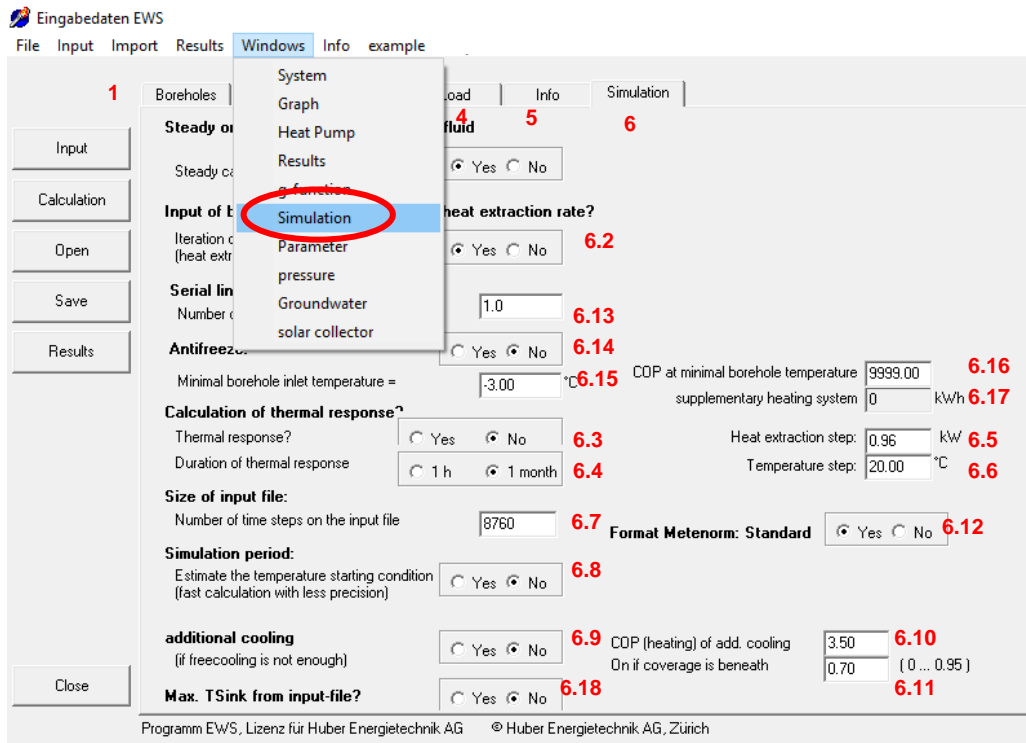 Eingabedaten EWS
File Input Import Results Windows Info example
System
Graph
Heat Pump
Results
g-function
Simulation
Parameter
pressure
Groundwater
solar collector
1 Boreholes Load Info Simulation
4 5 6
Input
Calculation
Open
Save
Results
Close
Steady or fluid
Steady ca Yes No
Input of b heat extraction rate?
Iteration o
(heat extr Yes No 6.2
Serial lin
Number o 1.0 6.13
Antifreeze: Yes No 6.14
Minimal borehole inlet temperature = -3.00 °C 6.15
COP at minimal borehole temperature 9999.00 6.16
supplementary heating system 0 kWh 6.17
Calculation of thermal response?
Thermal response? Yes No 6.3
Heat extraction step: 0.96 kW 6.5
Duration of thermal response 1 h 1 month 6.4
Temperature step: 20.00 °C 6.6
Size of input file:
Number of time steps on the input file 8760 6.7
Format Metenorm: Standard Yes No 6.12
Simulation period:
Estimate the temperature starting condition
(fast calculation with less precision) Yes No 6.8
additional cooling
(if freecooling is not enough) Yes No 6.9
COP (heating) of add. cooling 3.50 6.10
On if coverage is beneath 0.70 ( 0 ... 0.95 )
6.11
Max. TSink from input-file? Yes No 6.18
Programm EWS, Lizenz für Huber Energietechnik AG © Huber Energietechnik AG, Zürich